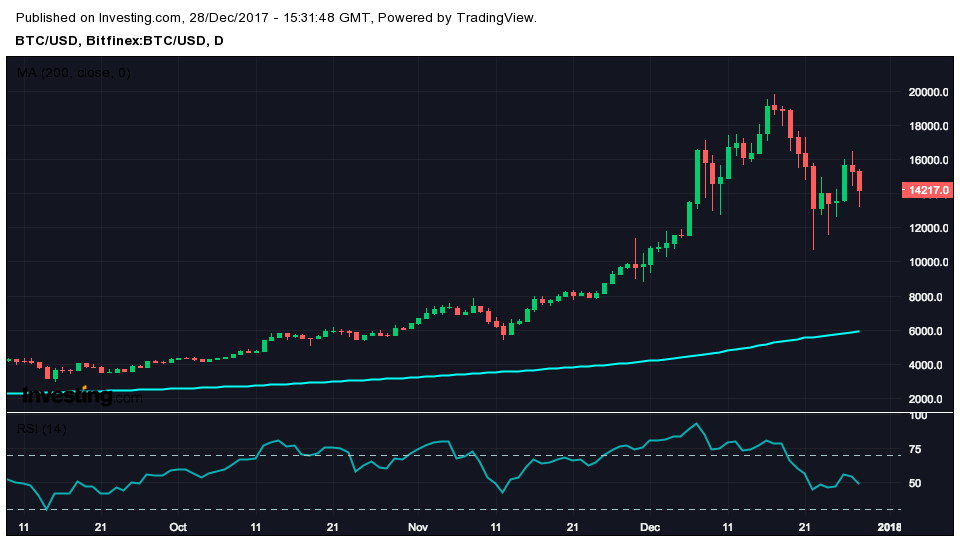 Published on Investing.com, 28/Dec/2017 - 15:31:48 GMT, Powered by TradingView.
BTC/USD, Bitfinex:BTC/USD, D
MA (200, close, 0)
20000.0
18000.0
16000.0
14217.0
12000.0
10000.0
8000.0
6000.0
4000.0
2000.0
Investing.com
100
RSI (14)
75
50
11 21 Oct 11 21 Nov 11 21 Dec 11 21 2018